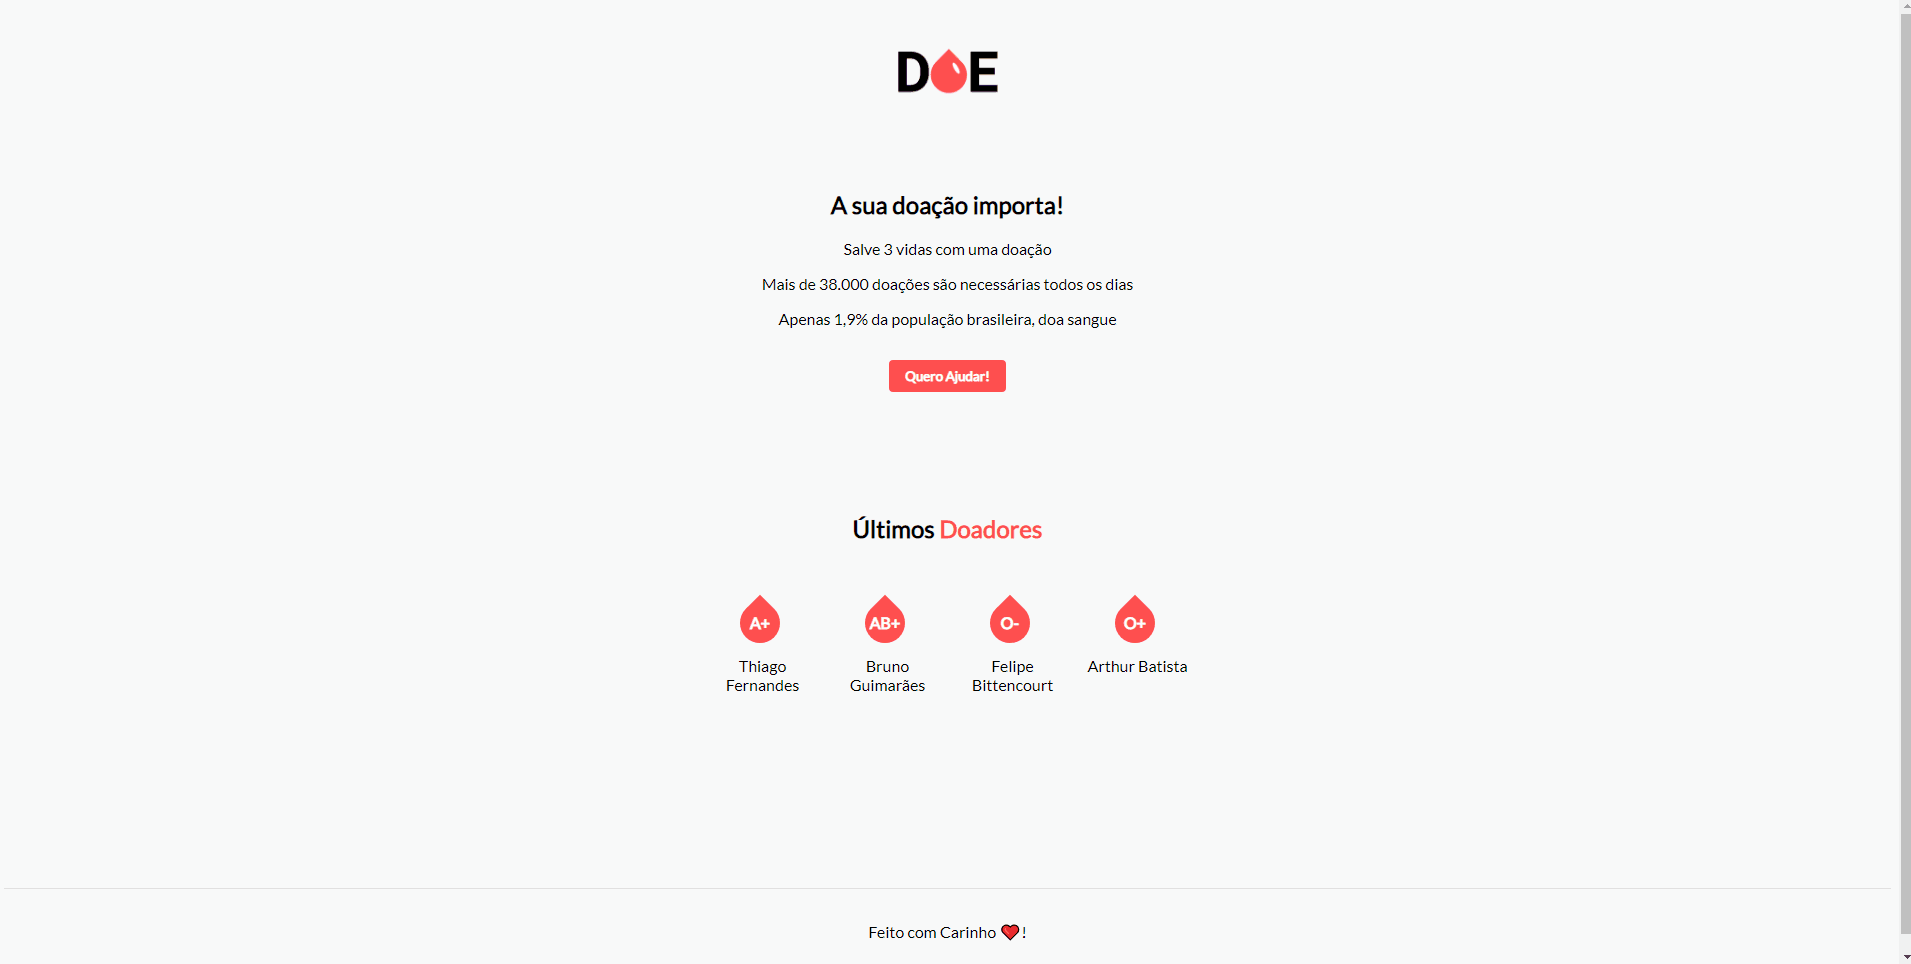 DOE
A sua doação importa!
Salve 3 vidas com uma doação
Mais de 38.000 doações são necessárias todos os dias
Apenas 1,9% da população brasileira, doa sangue
Quero Ajudar!
Últimos Doadores
A+
Thiago
Fernandes
AB+
Bruno
Guimarães
O-
Felipe
Bittencourt
O+
Arthur Batista
Feito com Carinho ❤!